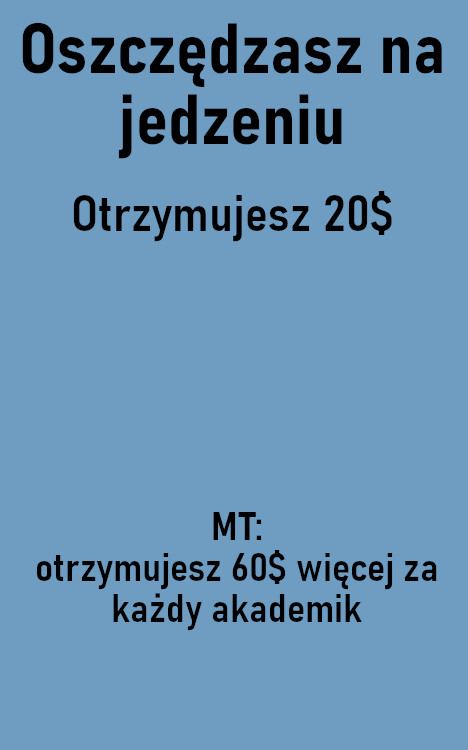 Oszczędzasz na
jedzeniu
Otrzymujesz 20$
MT:
otrzymujesz 60$ więcej za
każdy akademik